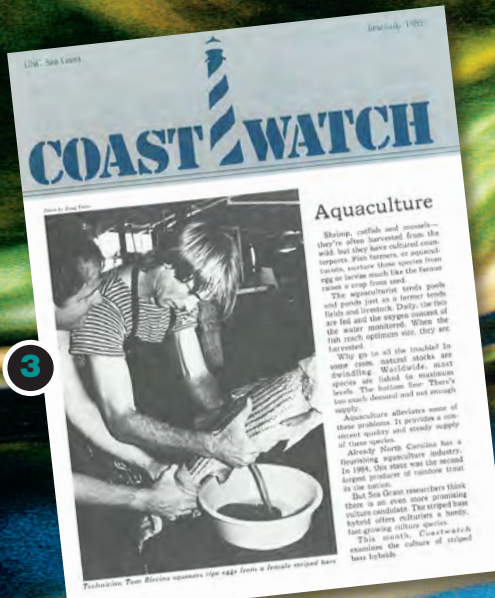 UNC Sea Grant
June/July 1985
COAST WATCH
Photo by Doug Yoder
Aquaculture
Shrimp, catfish and mussels—
they're often harvested from the
wild, but they have cultured coun-
terparts. Fish farmers, or aquacul-
turists, nurture these species from
egg or larvae much like the farmer
raises a crop from seed.
The aquaculturist tends pools
and ponds just as a farmer tends
fields and livestock. Daily, the fish
are fed and the oxygen content of
the water monitored. When the
fish reach optimum size, they are
harvested.
Why go to all the trouble? In
some cases, natural stocks are
dwindling. Worldwide, most
species are fished to maximum
levels. The bottom line: There's
too much demand and not enough
supply.
Aquaculture alleviates some of
these problems. It provides a con-
sistent quality and steady supply
of these species.
Already North Carolina has a
flourishing aquaculture industry.
In 1984, this state was the second
largest producer of rainbow trout
in the nation.
But Sea Grant researchers think
there is an even more promising
culture candidate. The striped bass
hybrid offers culturists a hardy,
fast-growing culture species.
This month, Coastwatch
examines the culture of striped
bass hybrids.
3
Technician Tom squeezes ripe eggs from a female striped bass